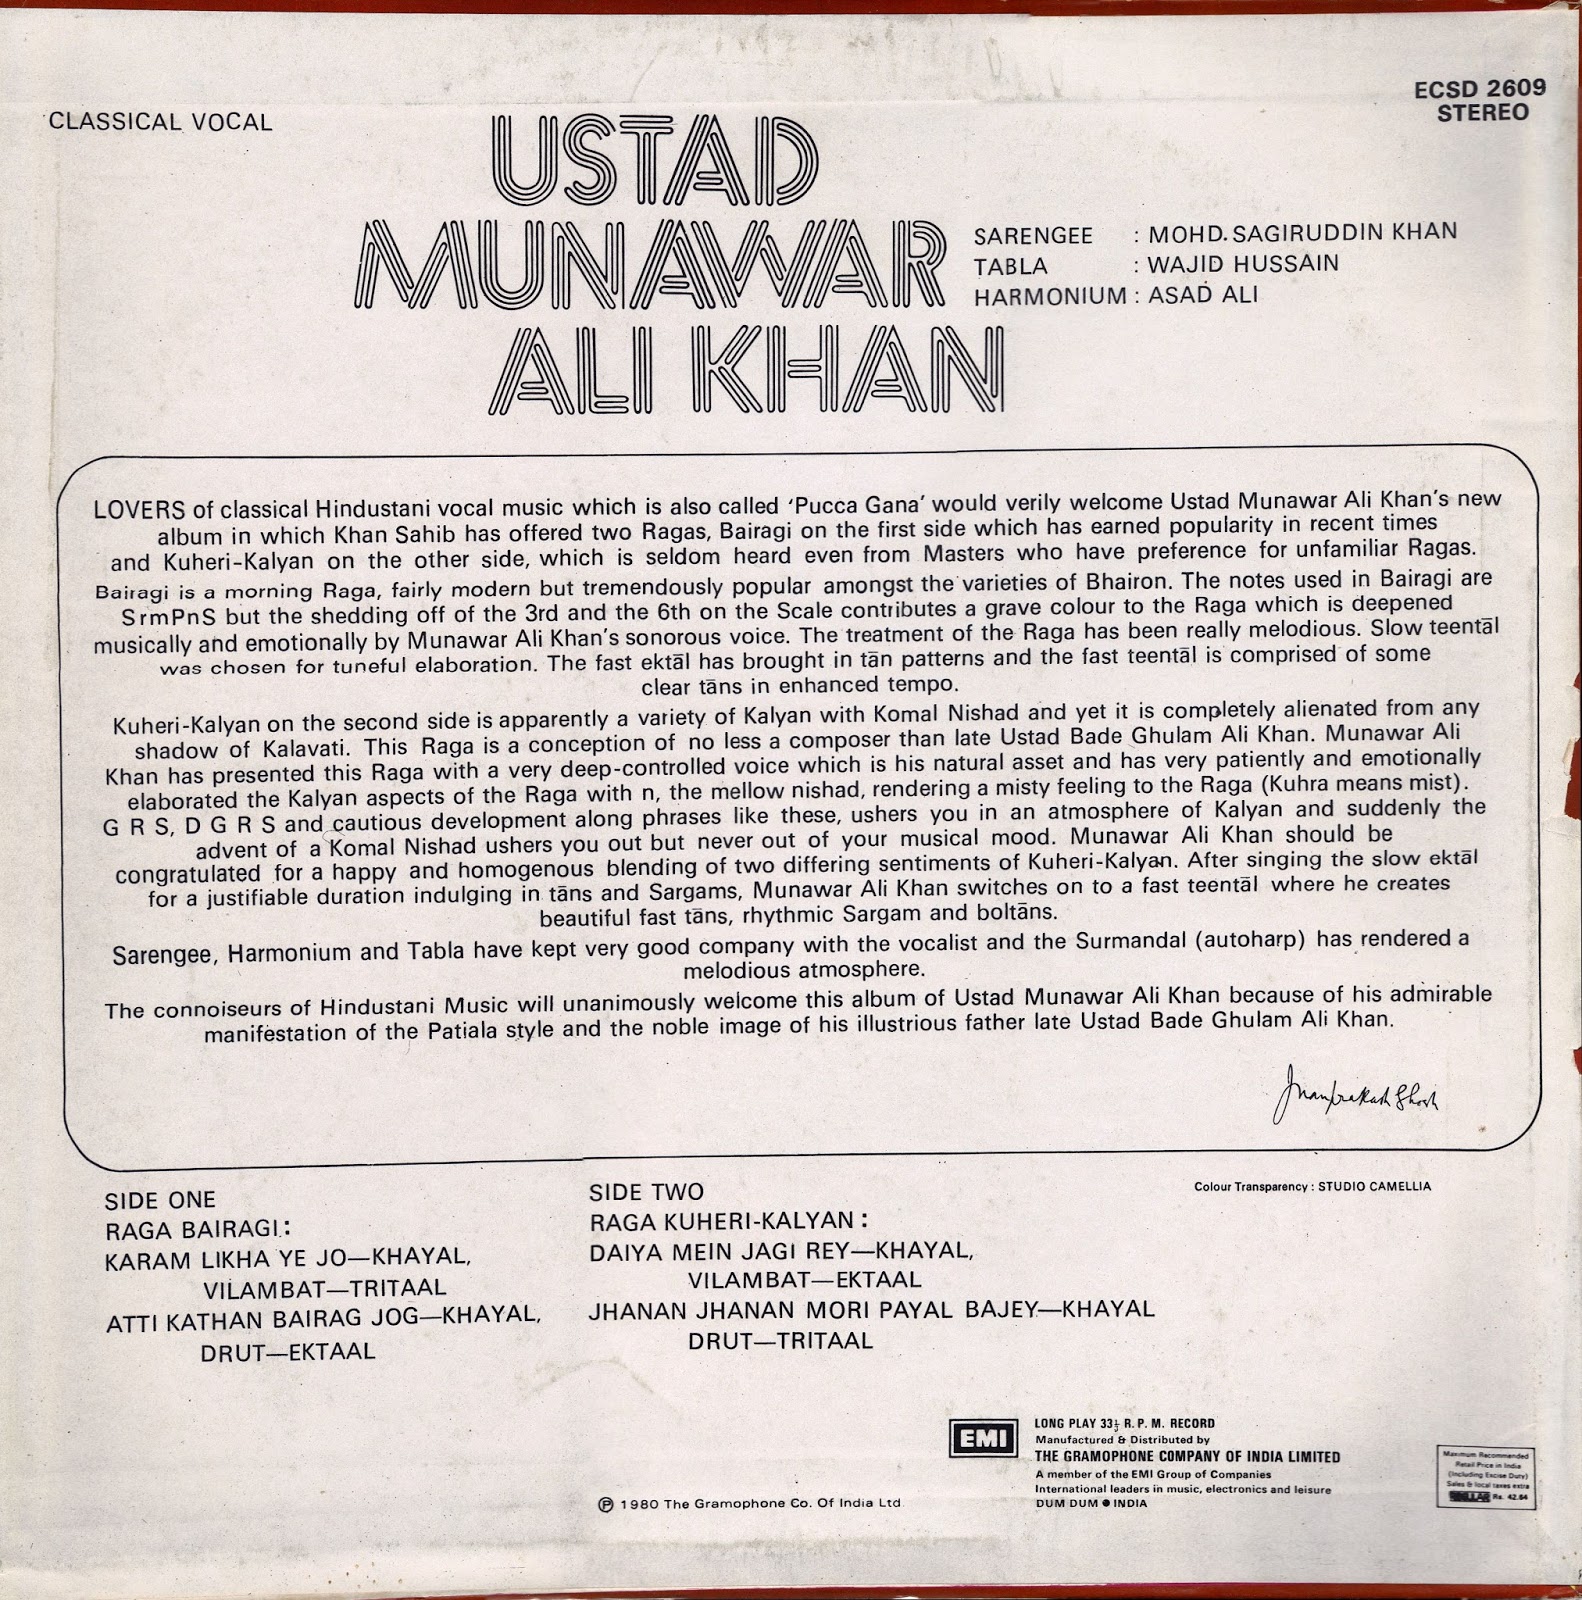 CLASSICAL VOCAL
ECSD 2609
STEREO
USTAD
MUNAWAR
ALI KHAN
SARENGEE : MOHD. SAGIRUDDIN KHAN
TABLA : WAJID HUSSAIN
HARMONIUM : ASAD ALI
LOVERS of classical Hindustani vocal music which is also called ‘Pucca Gana’ would verily welcome Ustad Munawar Ali Khan’s new
album in which Khan Sahib has offered two Ragas, Bairagi on the first side which has earned popularity in recent times
and Kuheri-Kalyan on the other side, which is seldom heard even from Masters who have preference for unfamiliar Ragas.
Bairagi is a morning Raga, fairly modern but tremendously popular amongst the varieties of Bhairon. The notes used in Bairagi are
SrmPnS but the shedding off of the 3rd and the 6th on the Scale contributes a grave colour to the Raga which is deepened
musically and emotionally by Munawar Ali Khan’s sonorous voice. The treatment of the Raga has been really melodious. Slow teentāl
was chosen for tuneful elaboration. The fast ektāl has brought in tān patterns and the fast teentāl is comprised of some
clear tāns in enhanced tempo.
Kuheri-Kalyan on the second side is apparently a variety of Kalyan with Komal Nishad and yet it is completely alienated from any
shadow of Kalavati. This Raga is a conception of no less a composer than late Ustad Bade Ghulam Ali Khan. Munawar Ali
Khan has presented this Raga with a very deep-controlled voice which is his natural asset and has very patiently and emotionally
elaborated the Kalyan aspects of the Raga with n, the mellow nishad, rendering a misty feeling to the Raga (Kuhra means mist).
G R S, D G R S and cautious development along phrases like these, ushers you in an atmosphere of Kalyan and suddenly the
advent of a Komal Nishad ushers you out but never out of your musical mood. Munawar Ali Khan should be
congratulated for a happy and homogenous blending of two differing sentiments of Kuheri-Kalyan. After singing the slow ektāl
for a justifiable duration indulging in tāns and Sargams, Munawar Ali Khan switches on to a fast teentāl where he creates
beautiful fast tāns, rhythmic Sargam and boltāns.
Sarengee, Harmonium and Tabla have kept very good company with the vocalist and the Surmandal (autoharp) has rendered a
melodious atmosphere.
The connoiseurs of Hindustani Music will unanimously welcome this album of Ustad Munawar Ali Khan because of his admirable
manifestation of the Patiala style and the noble image of his illustrious father late Ustad Bade Ghulam Ali Khan.
Jnanprakash Ghosh
SIDE ONE
RAGA BAIRAGI :
KARAM LIKHA YE JO—KHAYAL,
VILAMBAT—TRITAAL
ATTI KATHAN BAIRAG JOG—KHAYAL,
DRUT—EKTAAL
SIDE TWO
RAGA KUHERI-KALYAN :
DAIYA MEIN JAGI REY—KHAYAL,
VILAMBAT—EKTAAL
JHANAN JHANAN MORI PAYAL BAJEY—KHAYAL
DRUT—TRITAAL
Colour Transparency : STUDIO CAMELLIA
EMI
LONG PLAY 33⅓ R. P. M. RECORD
Manufactured & Distributed by
THE GRAMOPHONE COMPANY OF INDIA LIMITED
A member of the EMI Group of Companies
International leaders in music, electronics and leisure
DUM DUM ● INDIA
Ⓟ 1980 The Gramophone Co. Of India Ltd.
Maximum Recommended
Retail Price in India
(Including Excise Duty)
Sales & local taxes extra
Rs. 42.64